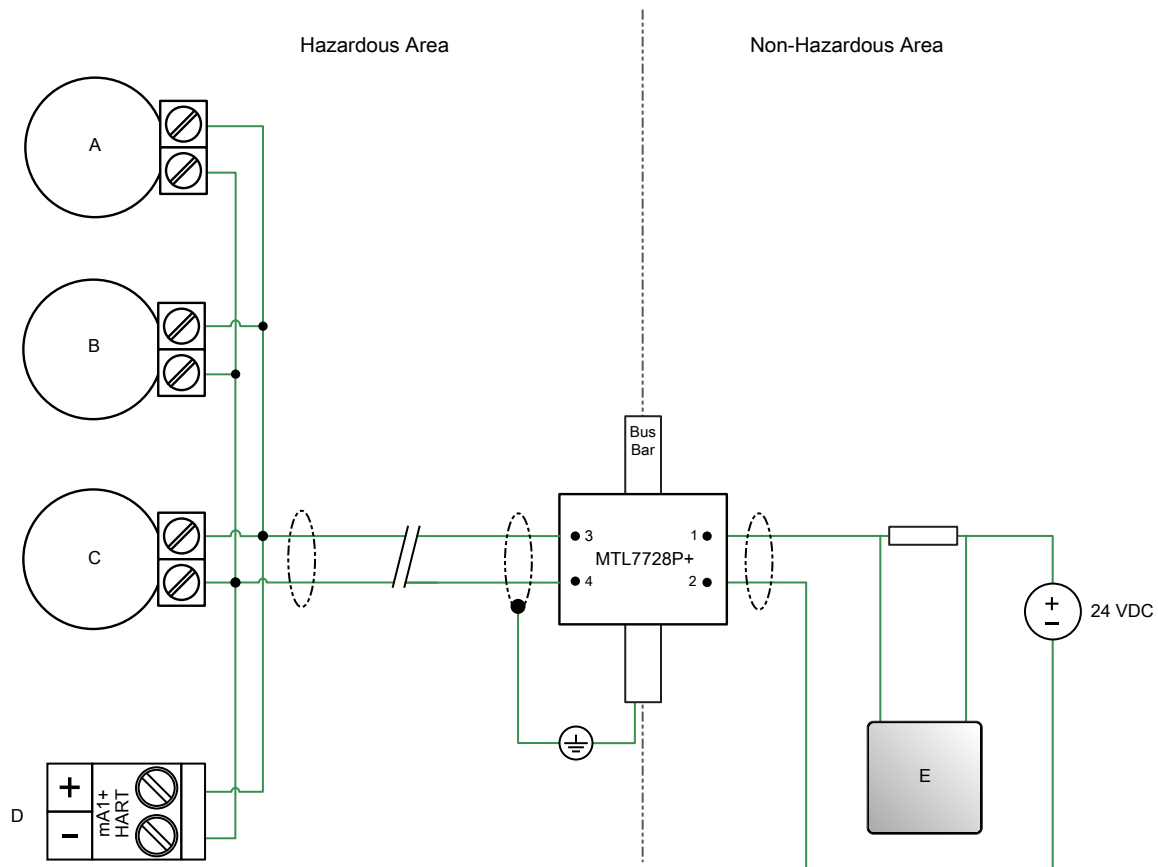 Hazardous Area
Non-Hazardous Area
A
B
Bus
Bar
C
3
1
MTL7728P+
4
2
+
–
24 VDC
D
+
–
mA1+
HART
E